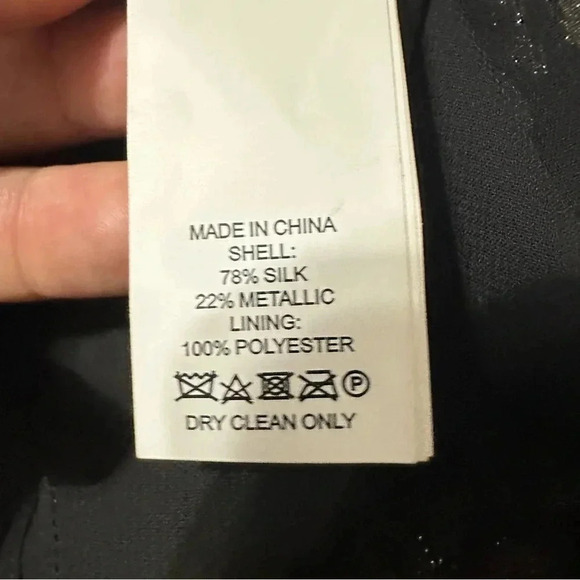 MADE IN CHINA
SHELL:
78% SILK
22% METALLIC
LINING:
100% POLYESTER
P
DRY CLEAN ONLY